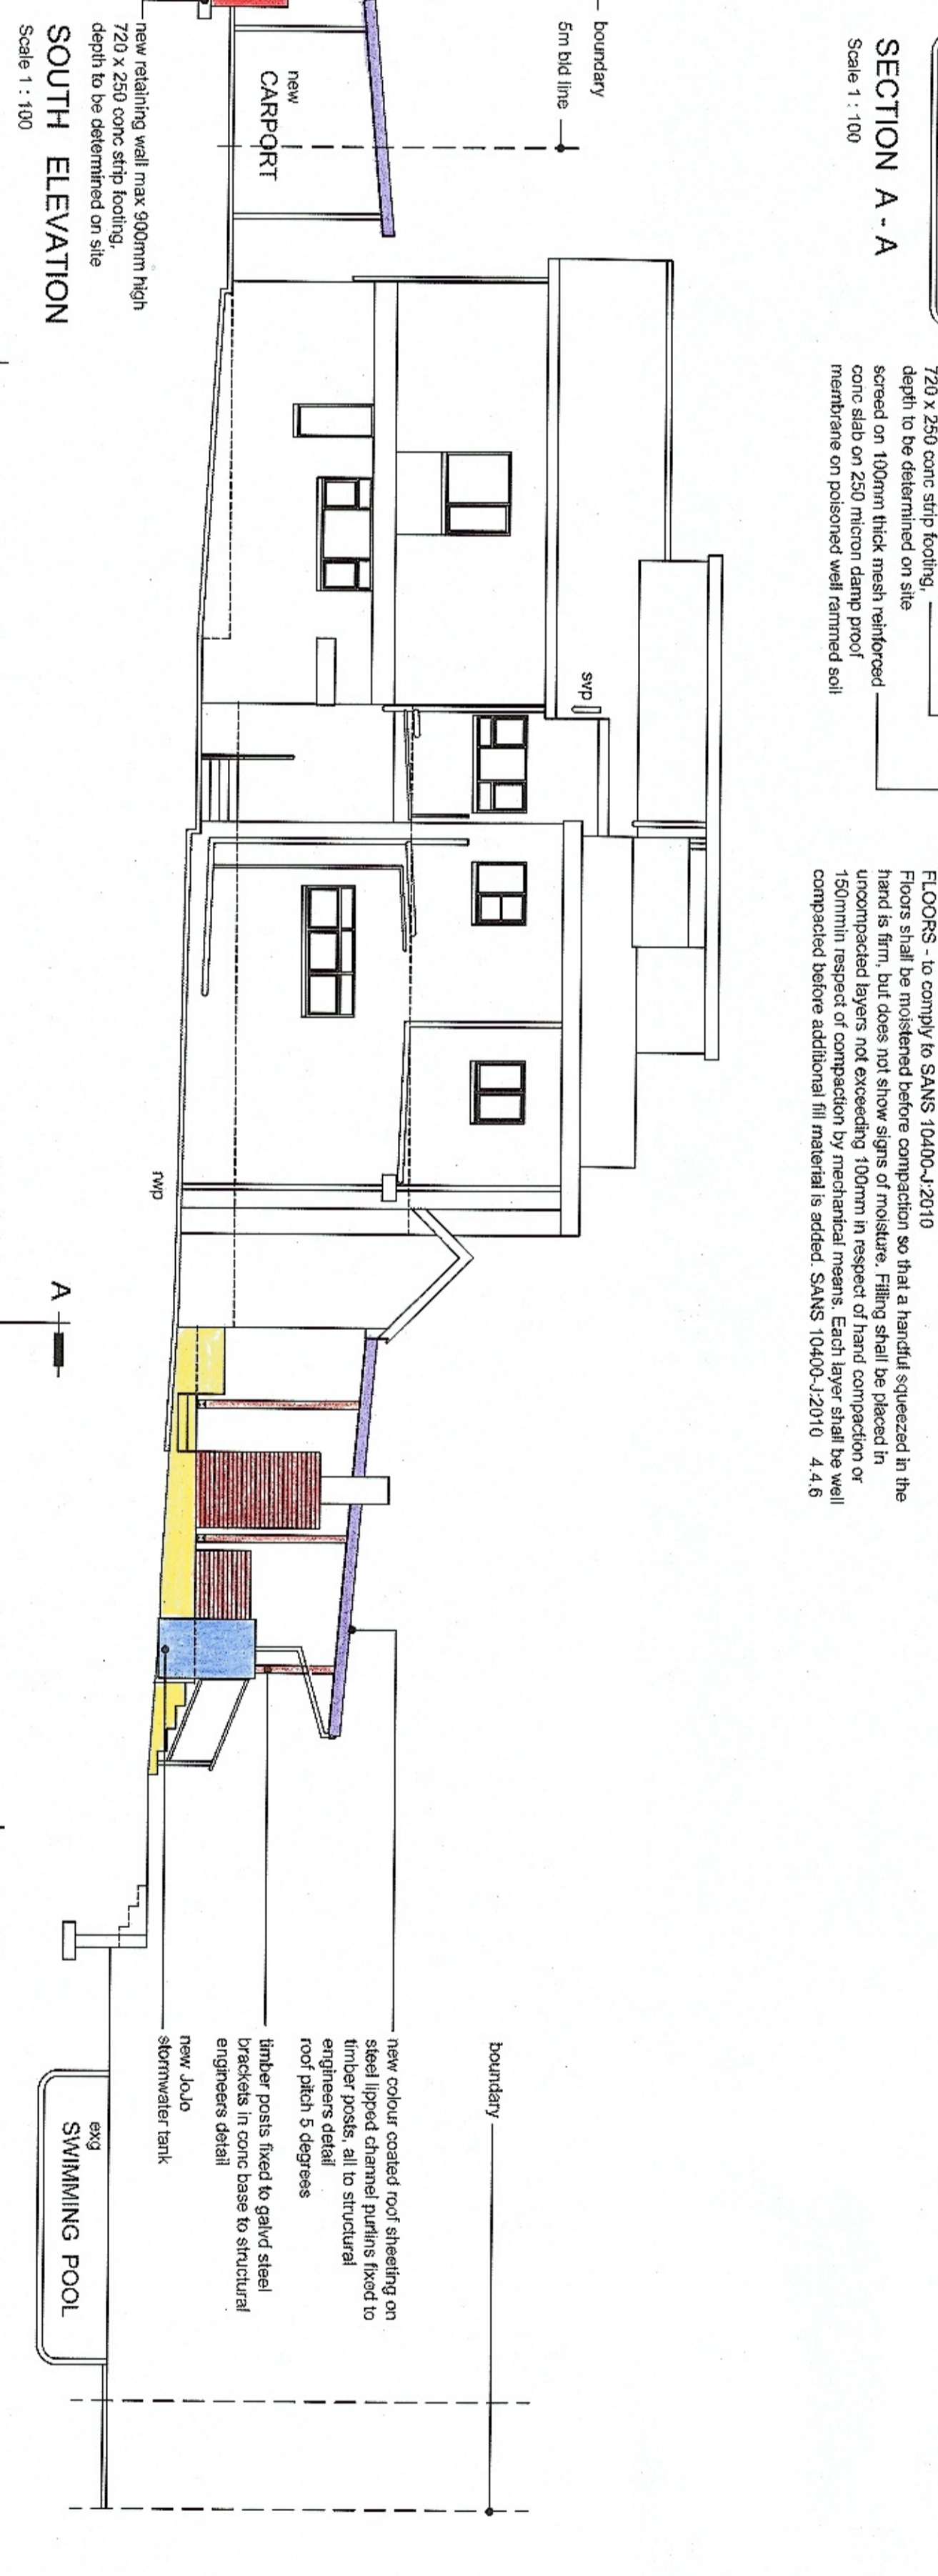 SECTION A - A
Scale 1 : 100
720 x 250 conc strip footing,
depth to be determined on site
screed on 100mm thick mesh reinforced
conc slab on 250 micron damp proof
membrane on poisoned well rammed soil
FLOORS - to comply to SANS 10400-J:2010
Floors shall be moistened before compaction so that a handful squeezed in the
hand is firm, but does not show signs of moisture. Filling shall be placed in
uncompacted layers not exceeding 100mm in respect of hand compaction or
150mmin respect of compaction by mechanical means. Each layer shall be well
compacted before additional fill material is added. SANS 10400-J:2010 4.4.6
boundary
5m bld line
new
CARPORT
svp
rwp
boundary
new colour coated roof sheeting on
steel lipped channel purlins fixed to
timber posts, all to structural
engineers detail
roof pitch 5 degrees
timber posts fixed to galvd steel
brackets in conc base to structural
engineers detail
new JoJo
stormwater tank
exg
SWIMMING POOL
new retaining wall max 900mm high
720 x 250 conc strip footing,
depth to be determined on site
SOUTH ELEVATION
Scale 1 : 100
A